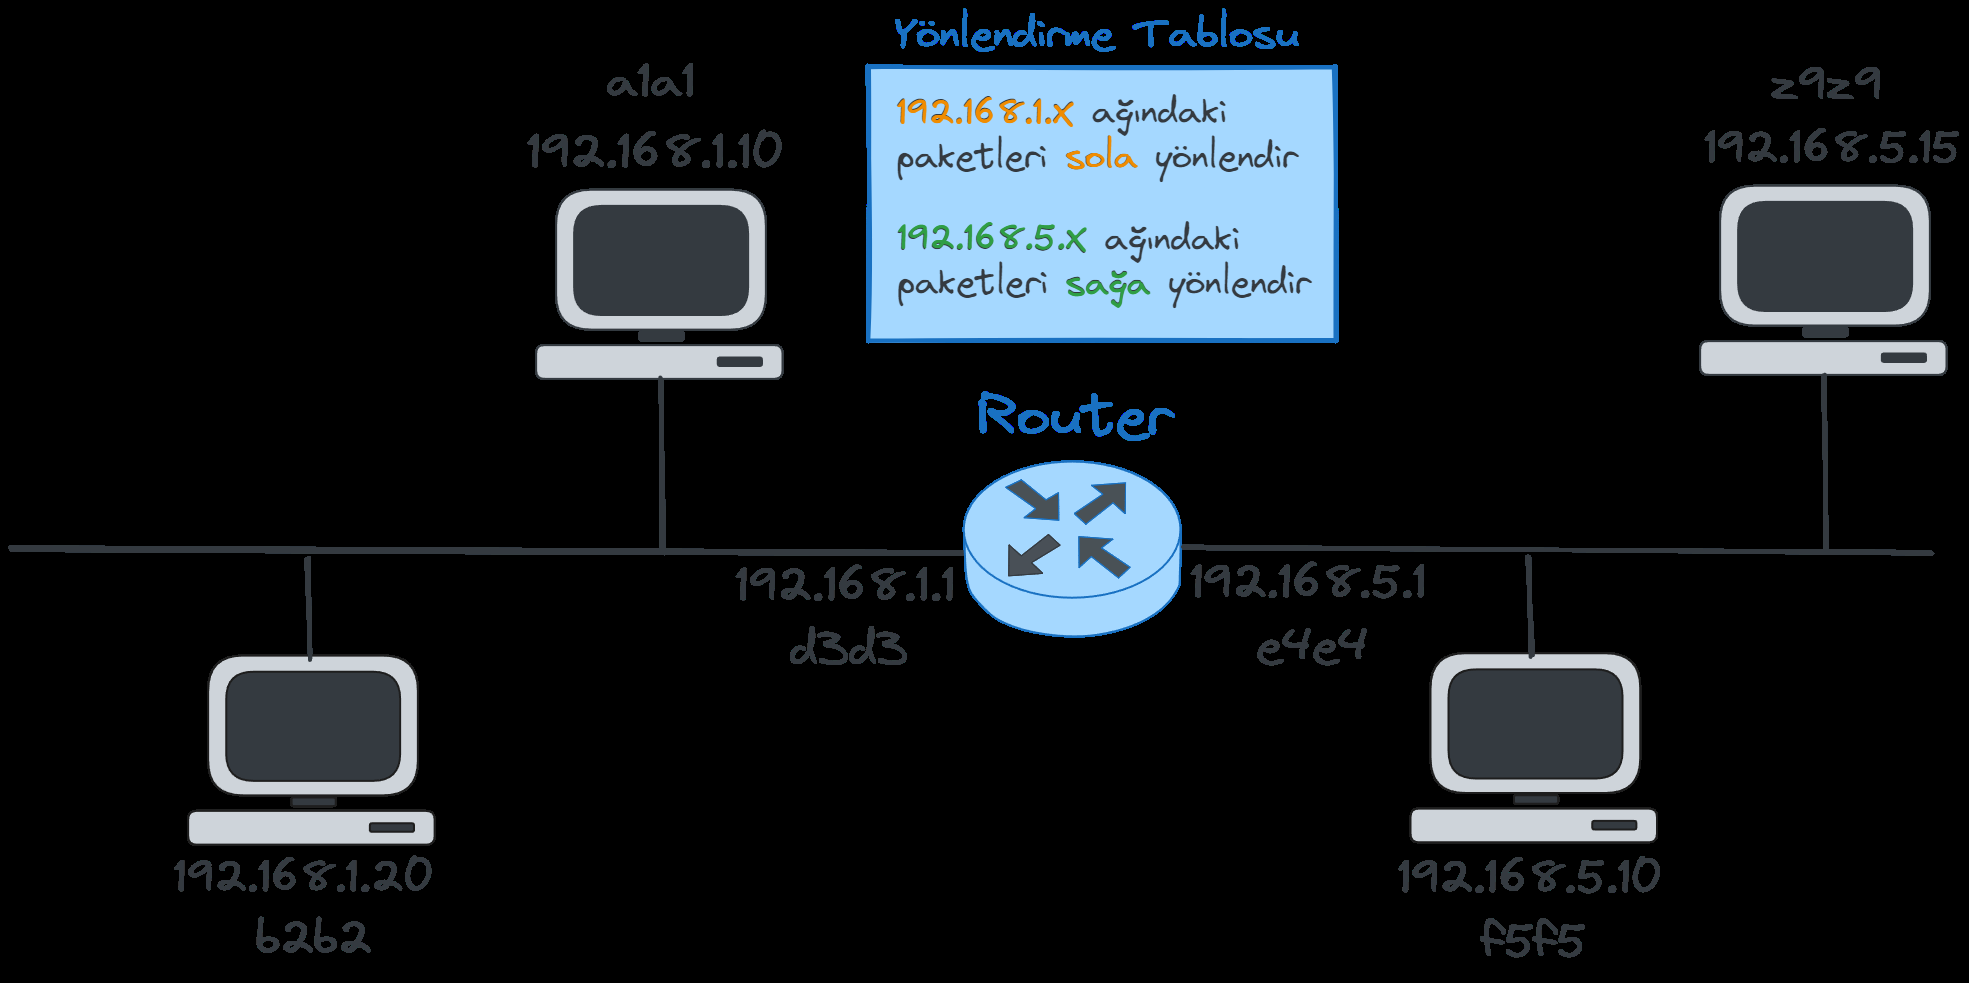 Yönlendirme Tablosu
192.168.1.x ağındaki
paketleri sola yönlendir
192.168.5.x ağındaki
paketleri sağa yönlendir
a1a1
192.168.1.10
z9z9
192.168.5.15
Router
192.168.1.1
d3d3
192.168.5.1
e4e4
192.168.1.20
b2b2
192.168.5.10
f5f5